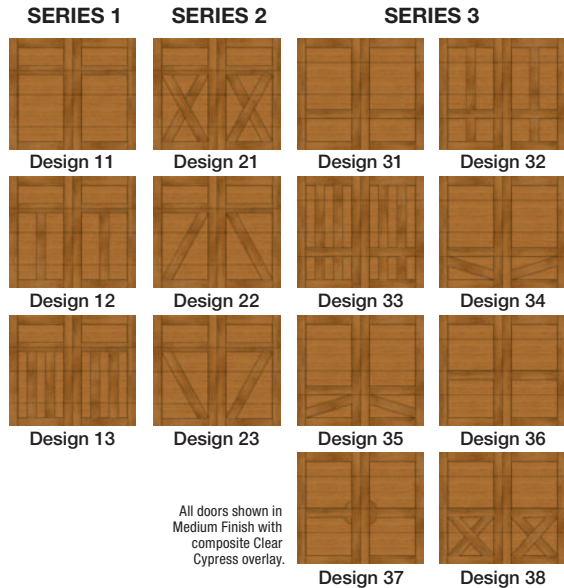 SERIES 1
SERIES 2
SERIES 3
Design 11
Design 21
Design 31
Design 32
Design 12
Design 22
Design 33
Design 34
Design 13
Design 23
Design 35
Design 36
All doors shown in
Medium Finish with
composite Clear
Cypress overlay.
Design 37
Design 38